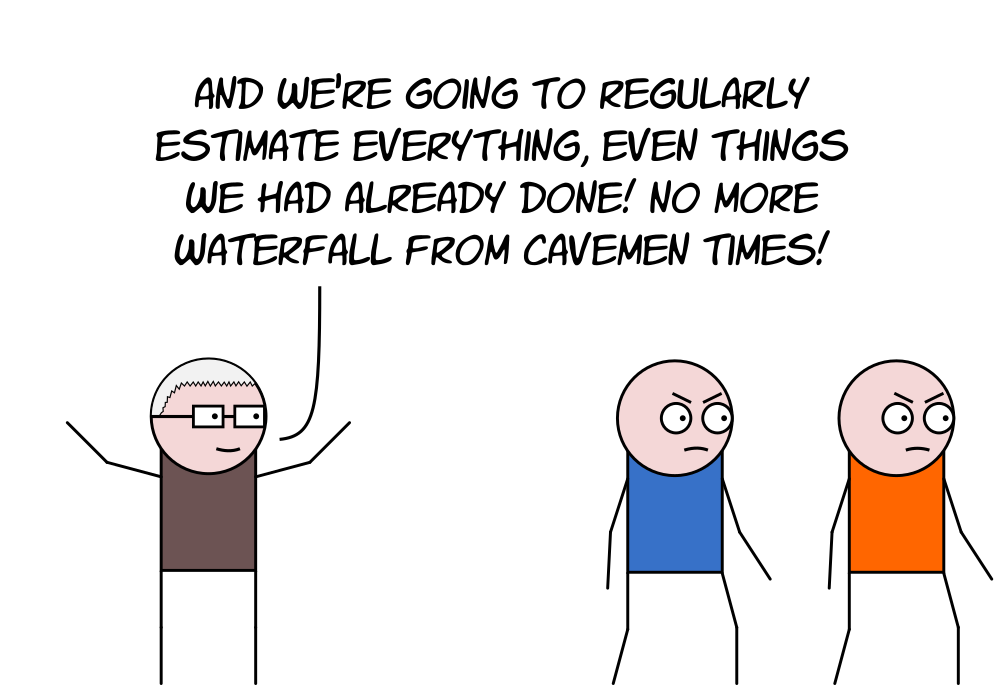 AND WE'RE GOING TO REGULARLY
ESTIMATE EVERYTHING, EVEN THINGS
WE HAD ALREADY DONE! NO MORE
WATERFALL FROM CAVEMEN TIMES!